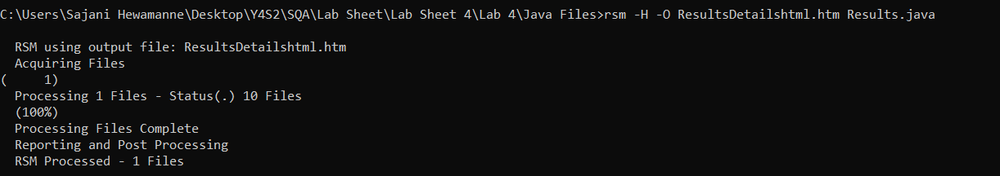 C:\Users\Sajani Hewamanne\Desktop\Y4S2\SQA\Lab Sheet\Lab Sheet 4\Lab 4\Java Files>rsm -H -O ResultsDetailshtml.htm Results.java
RSM using output file: ResultsDetailshtml.htm
Acquiring Files
(     1)
Processing 1 Files - Status(.) 10 Files
(100%)
Processing Files Complete
Reporting and Post Processing
RSM Processed - 1 Files